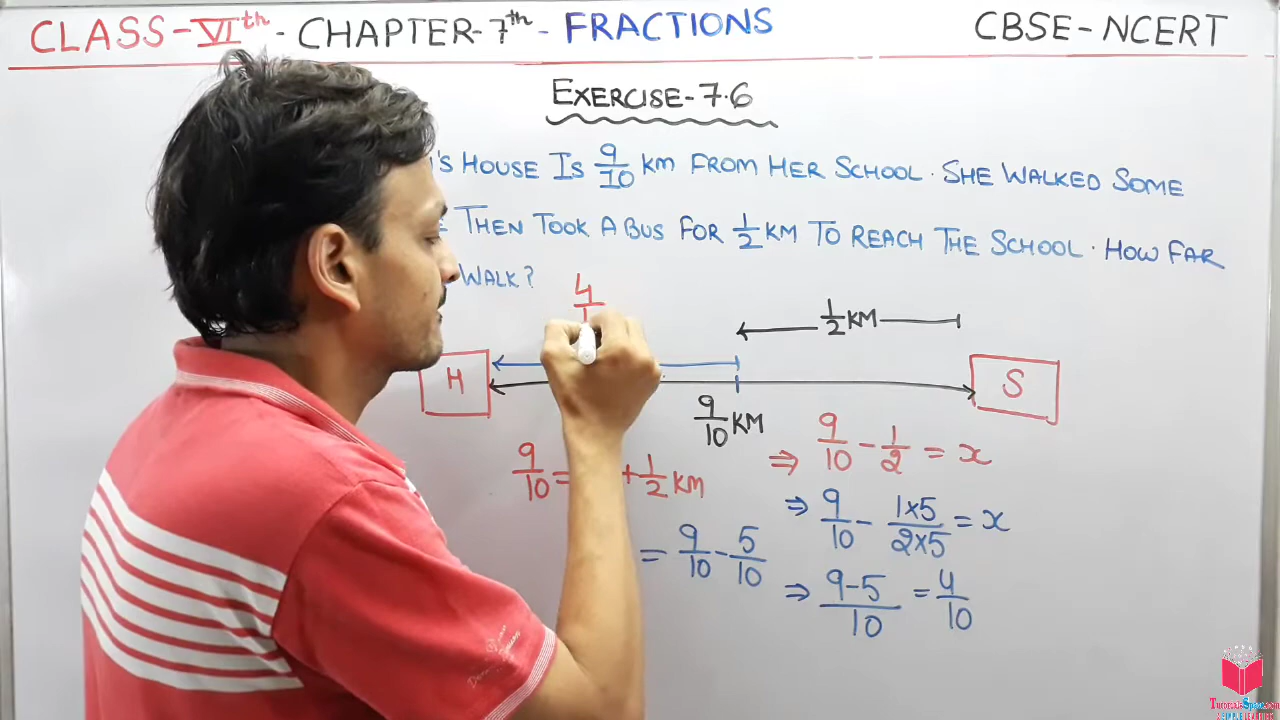 CLASS-VIth - CHAPTER-7th - FRACTIONS CBSE-NCERT
EXERCISE-7.6
'S HOUSE IS 9/10 KM FROM HER SCHOOL. SHE WALKED SOME
THEN TOOK A BUS FOR 1/2 KM TO REACH THE SCHOOL. HOW FAR
WALK?
4
1/2 KM
H S
9/10 KM
⇒ 9/10 - 1/2 = x
9/10 = + 1/2 KM
⇒ 9/10 - 1×5/2×5 = x
= 9/10 - 5/10
⇒ 9-5/10 = 4/10